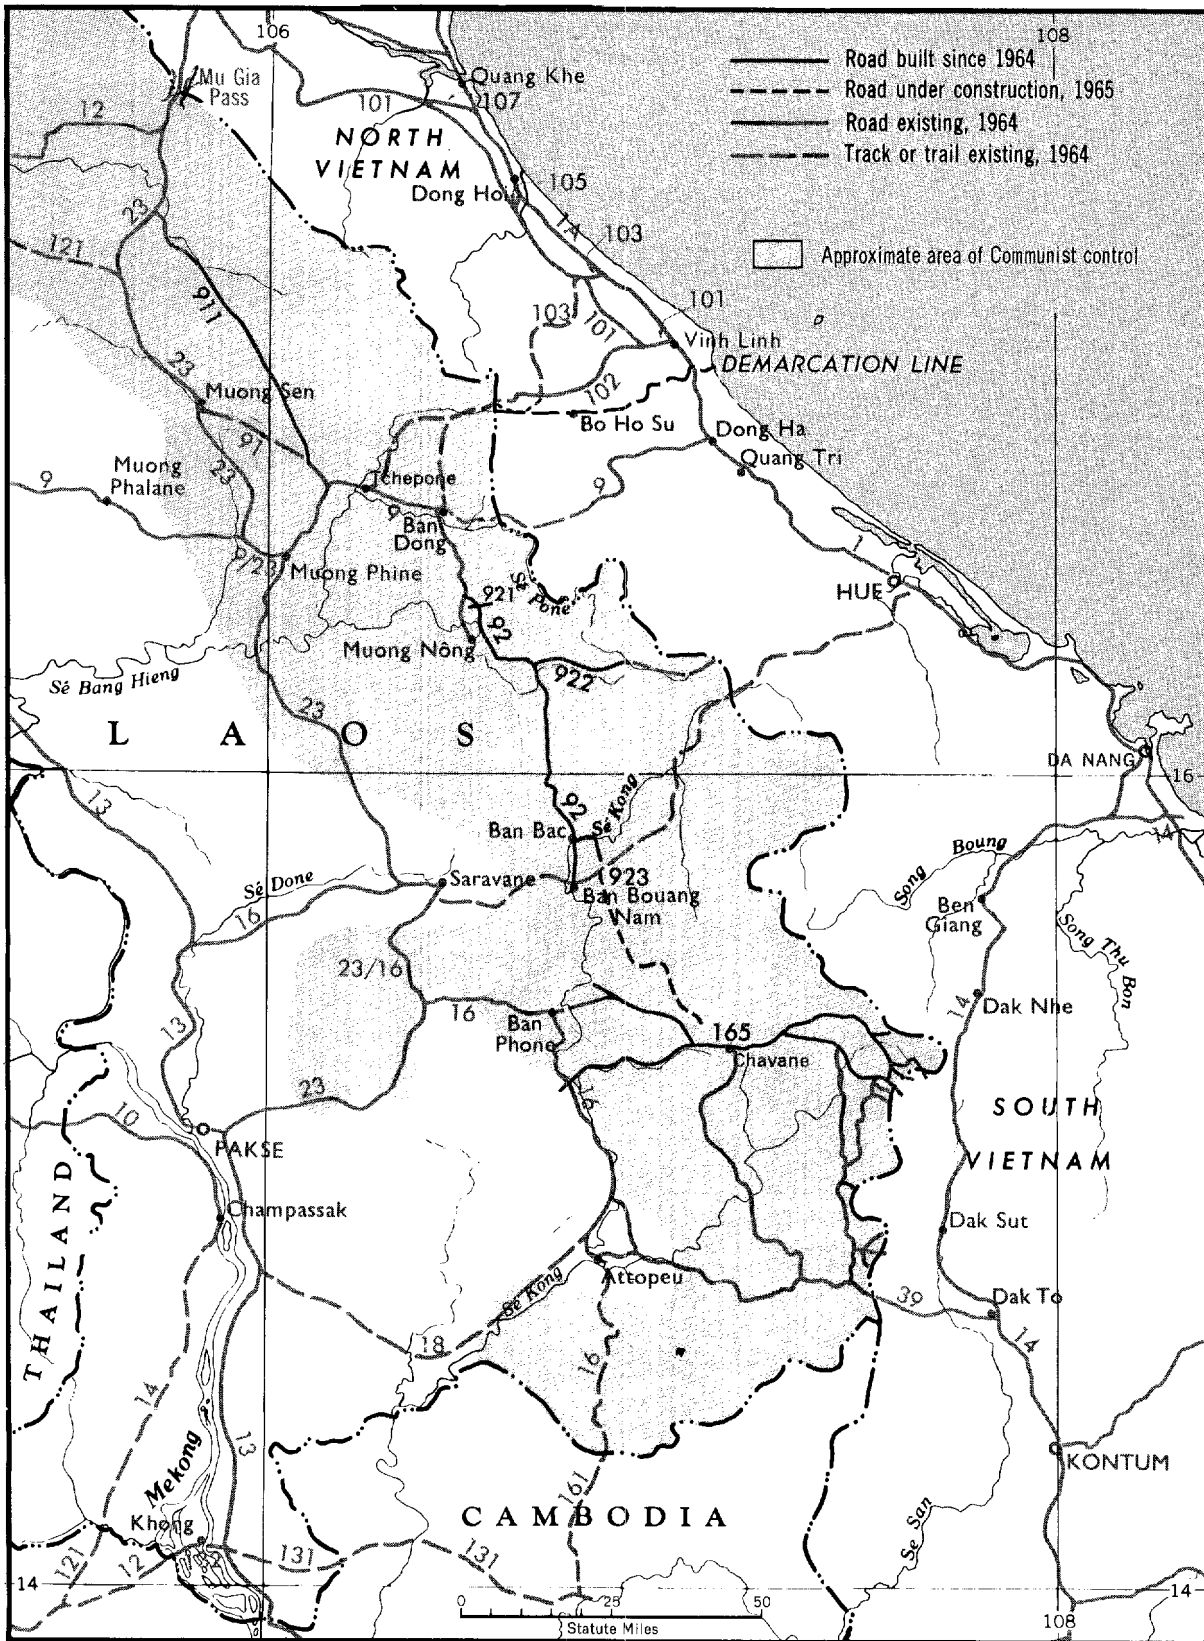 106
108
Mu Gia
Pass
Quang Khe
107
101
12
NORTH
VIETNAM
Dong Hoi
105
Road built since 1964
Road under construction, 1965
Road existing, 1964
Track or trail existing, 1964
Approximate area of Communist control
23
121
1A
103
911
103
101
101
Vinh Linh
DEMARCATION LINE
23
Muong Sen
102
Bo Ho Su
Dong Ha
Quang Tri
91
23
9
Muong
Phalane
Tchepone
9
Ban
Dong
9
9/23
Muong Phine
1
HUE
921
Sé Pone
92
Muong Nông
922
Sé Bang Hieng
23
LAOS
DA NANG
16
13
92
Sé Kong
Ban Bac
14
Song Boung
Sé Done
Saravane
923
Ban Bouang
Nam
16
Ben
Giang
Song Thu Bon
23/16
16
Ban
Phone
14
Dak Nhe
13
165
Chavane
23
16
10
PAKSE
SOUTH
VIETNAM
THAILAND
Champassak
Dak Sut
Attopeu
Sé Kong
39
Dak To
18
16
14
14
13
Mekong
KONTUM
161
CAMBODIA
Se San
Khong
121
12
131
131
14
14
0 25 50
Statute Miles
108